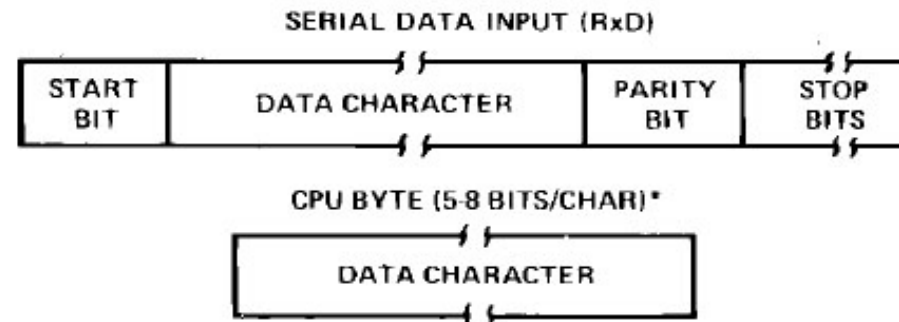 SERIAL DATA INPUT (RxD)
START BIT
DATA CHARACTER
PARITY BIT
STOP BITS
CPU BYTE (5-8 BITS/CHAR)*
DATA CHARACTER